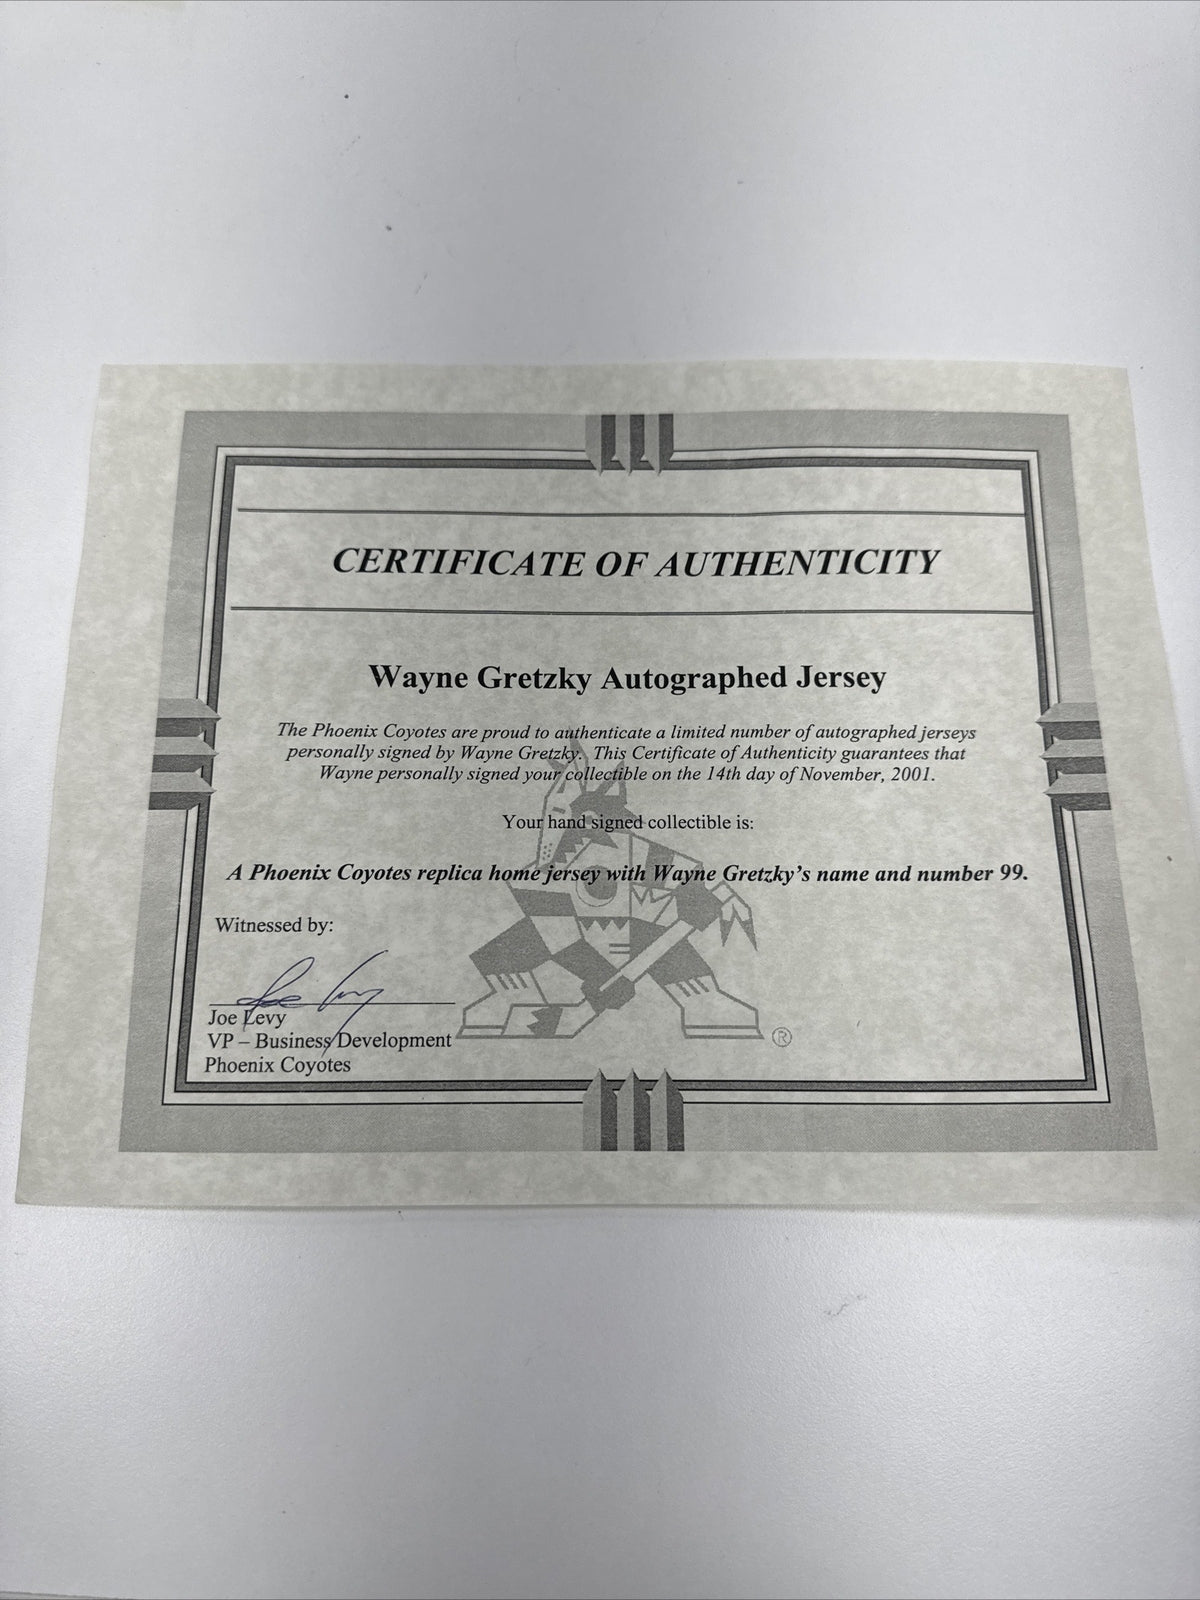 CERTIFICATE OF AUTHENTICITY
Wayne Gretzky Autographed Jersey
The Phoenix Coyotes are proud to authenticate a limited number of autographed jerseys
personally signed by Wayne Gretzky. This Certificate of Authenticity guarantees that
Wayne personally signed your collectible on the 14th day of November, 2001.
Your hand signed collectible is:
A Phoenix Coyotes replica home jersey with Wayne Gretzky's name and number 99.
Witnessed by:
Joe Levy
Joe Levy
VP – Business Development
Phoenix Coyotes
®